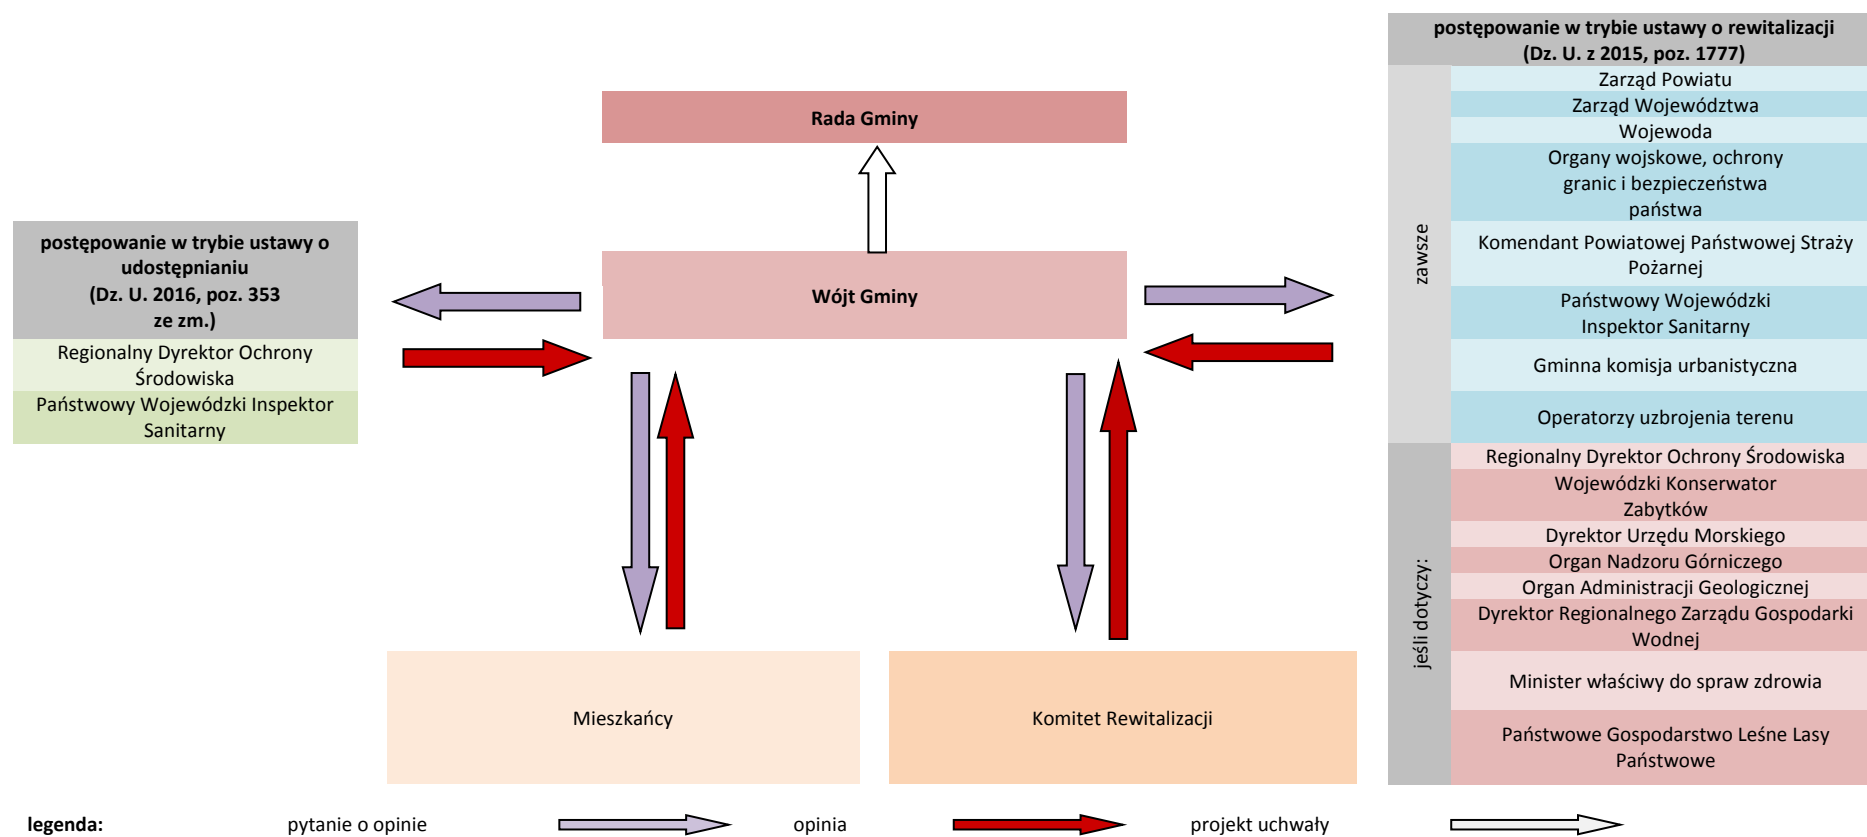 postępowanie w trybie ustawy o rewitalizacji
(Dz. U. z 2015, poz. 1777)
zawsze
Zarząd Powiatu
Zarząd Województwa
Wojewoda
Organy wojskowe, ochrony
granic i bezpieczeństwa
państwa
Komendant Powiatowej Państwowej Straży
Pożarnej
Państwowy Wojewódzki
Inspektor Sanitarny
Gminna komisja urbanistyczna
Operatorzy uzbrojenia terenu
jeśli dotyczy:
Regionalny Dyrektor Ochrony Środowiska
Wojewódzki Konserwator
Zabytków
Dyrektor Urzędu Morskiego
Organ Nadzoru Górniczego
Organ Administracji Geologicznej
Dyrektor Regionalnego Zarządu Gospodarki
Wodnej
Minister właściwy do spraw zdrowia
Państwowe Gospodarstwo Leśne Lasy
Państwowe
Rada Gminy
Wójt Gminy
postępowanie w trybie ustawy o
udostępnianiu
(Dz. U. 2016, poz. 353
ze zm.)
Regionalny Dyrektor Ochrony
Środowiska
Państwowy Wojewódzki Inspektor
Sanitarny
Mieszkańcy
Komitet Rewitalizacji
legenda:
pytanie o opinie
opinia
projekt uchwały